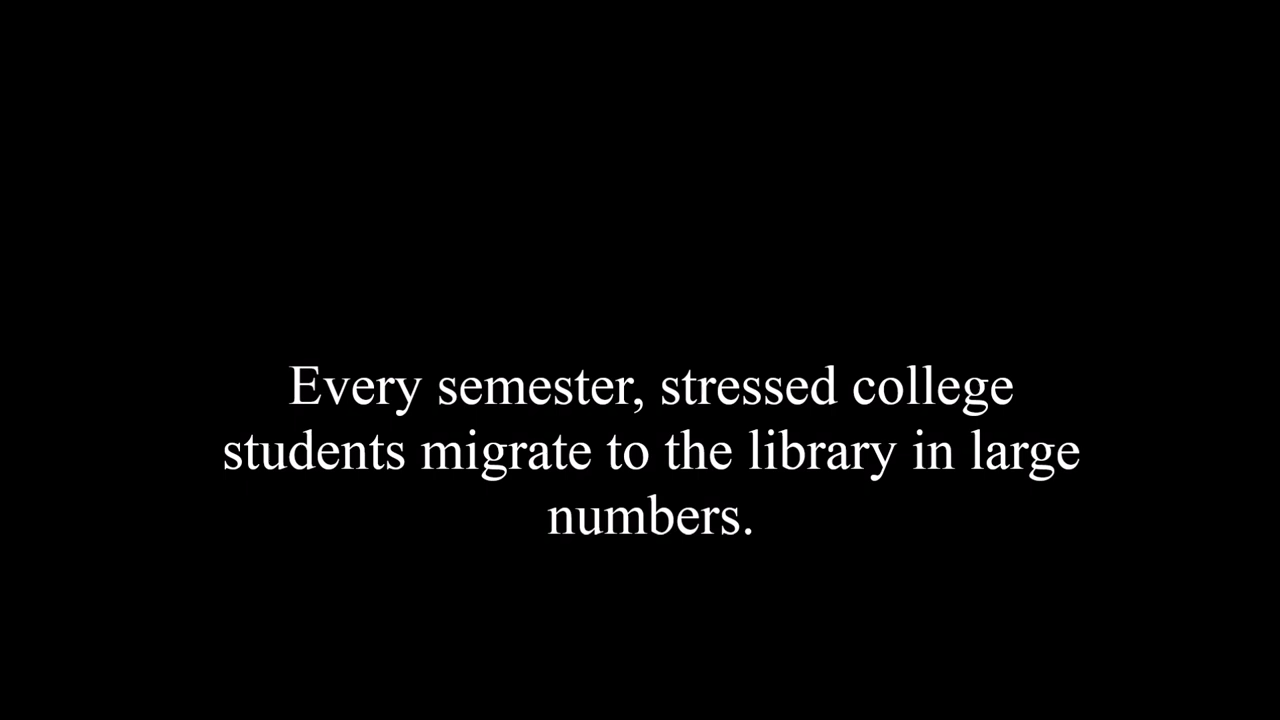 Every semester, stressed college
students migrate to the library in large
numbers.